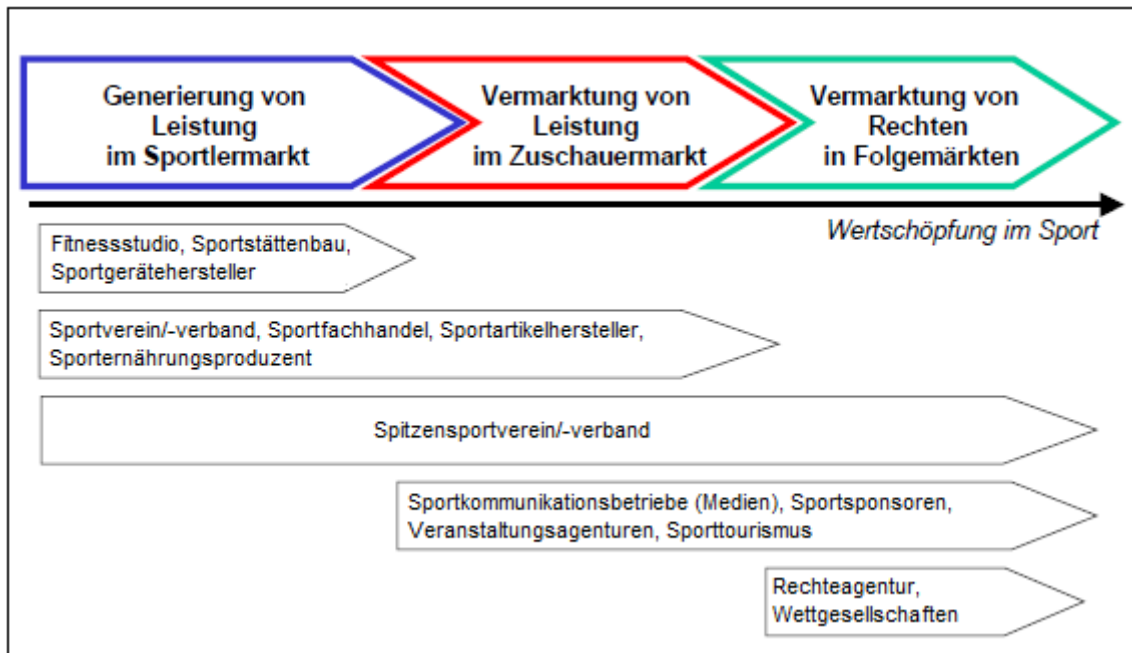 Generierung von
Leistung
im Sportlermarkt
Vermarktung von
Leistung
im Zuschauermarkt
Vermarktung von
Rechten
in Folgemärkten
Wertschöpfung im Sport
Fitnessstudio, Sportstättenbau,
Sportgerätehersteller
Sportverein/-verband, Sportfachhandel, Sportartikelhersteller,
Sporternährungsproduzent
Spitzensportverein/-verband
Sportkommunikationsbetriebe (Medien), Sportsponsoren,
Veranstaltungsagenturen, Sporttourismus
Rechteagentur,
Wettgesellschaften